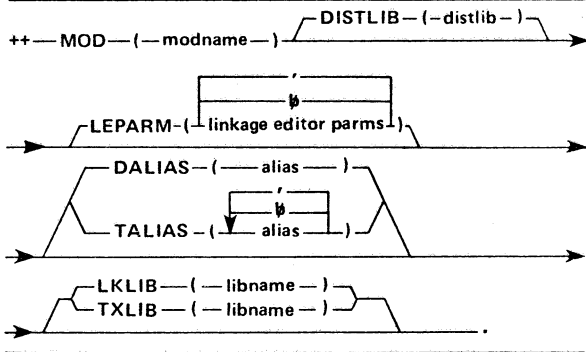 DISTLIB—(—distlib—)
++—MOD—(—modname—)
,
b̸
LEPARM—(linkage editor parms—)
DALIAS—(——alias——)
,
b̸
TALIAS—(——alias——)
LKLIB—(—libname—)
TXLIB—(—libname—)
.